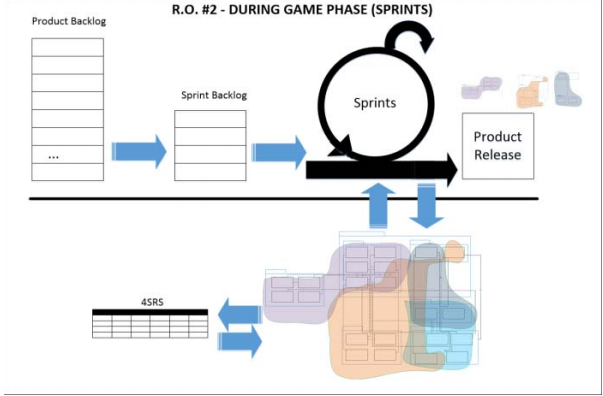 R.O. #2 - DURING GAME PHASE (SPRINTS)
Product Backlog
Sprint Backlog
Sprints
Product
Release
...
4SRS